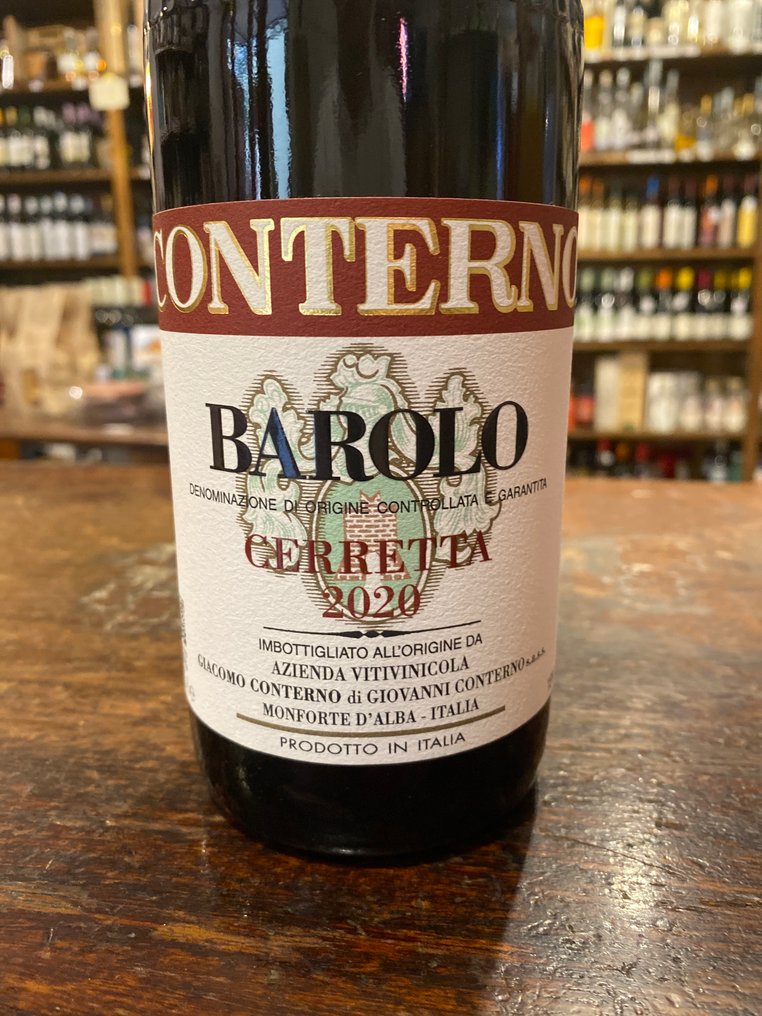 CONTERNO
BAROLO
DENOMINAZIONE DI ORIGINE CONTROLLATA E GARANTITA
CERRETTA
2020
IMBOTTIGLIATO ALL'ORIGINE DA
AZIENDA VITIVINICOLA
GIACOMO CONTERNO di GIOVANNI CONTERNO s.s.s.
MONFORTE D'ALBA - ITALIA
PRODOTTO IN ITALIA